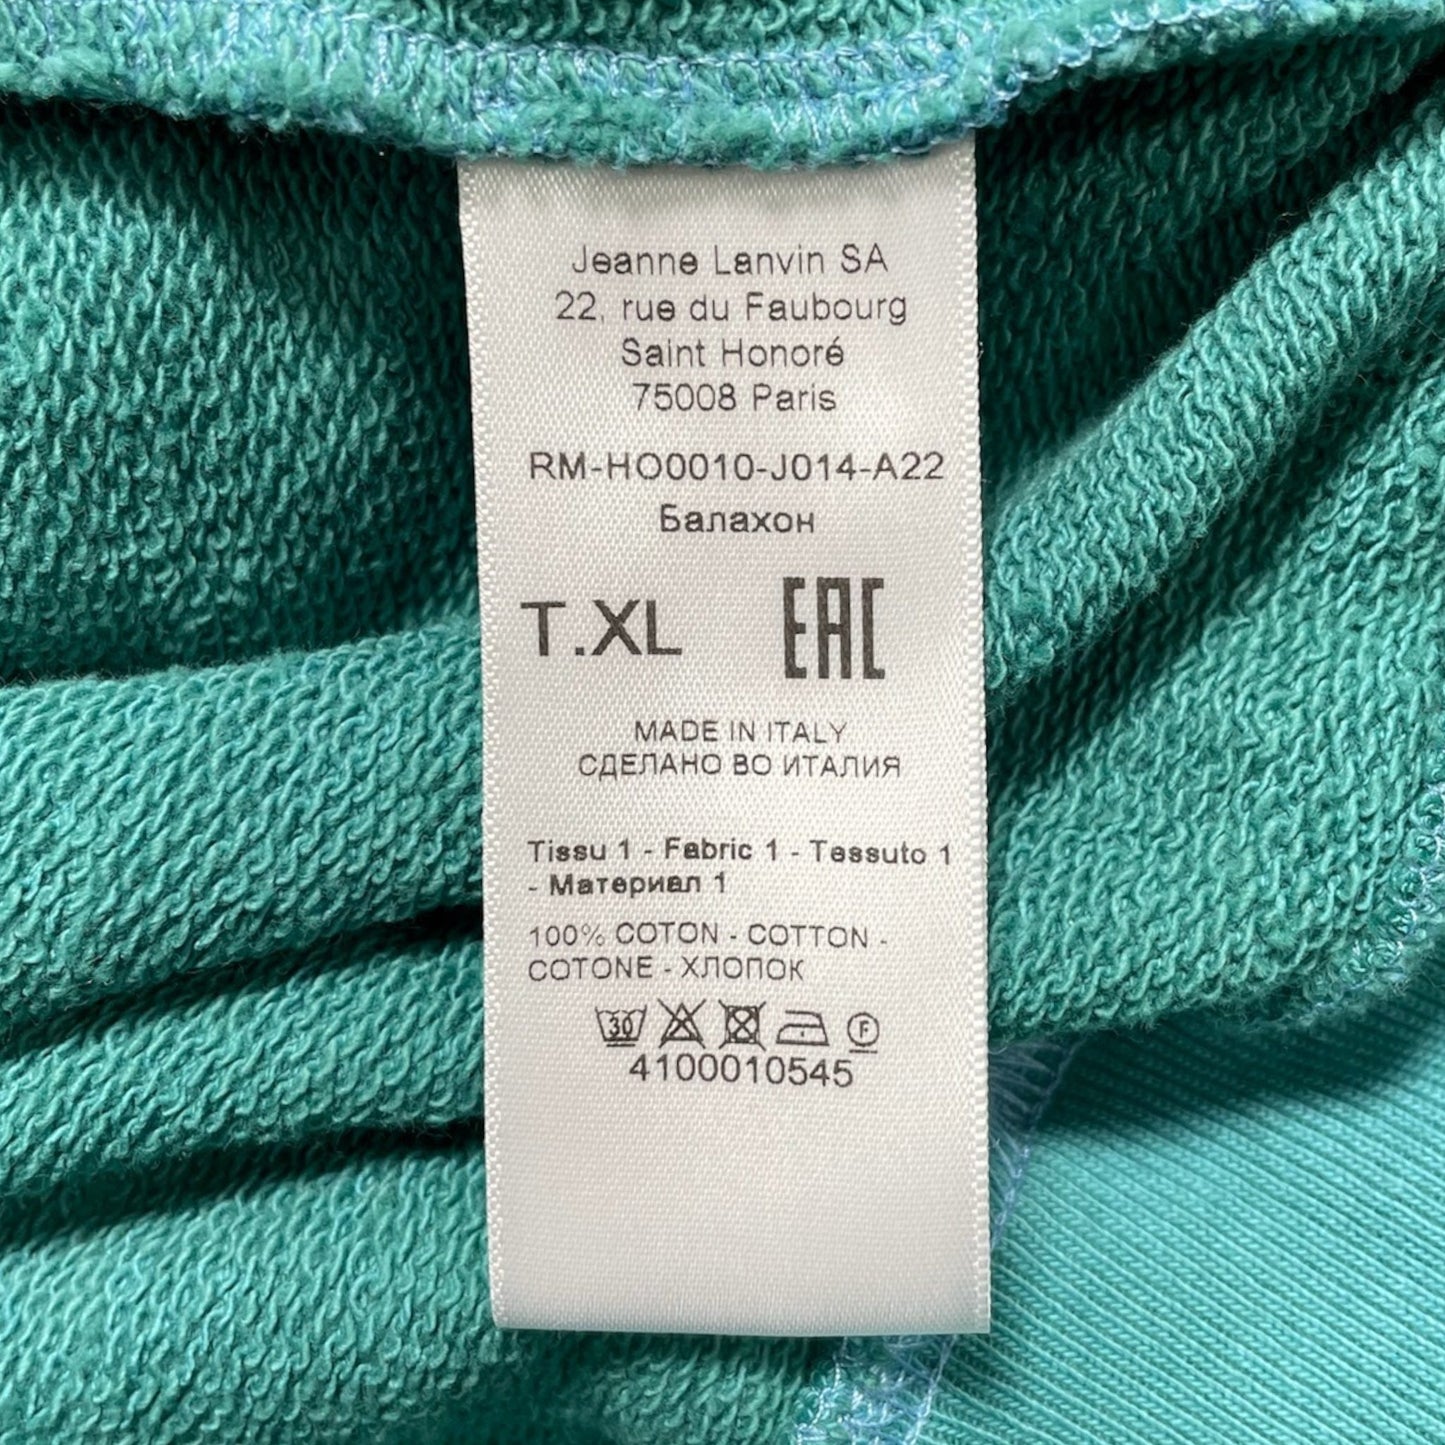 Jeanne Lanvin SA
22, rue du Faubourg
Saint Honoré
75008 Paris
RM-HO0010-J014-A22
Балахон
T.XL EAC
MADE IN ITALY
СДЕЛАНО ВО ИТАЛИЯ
Tissu 1 - Fabric 1 - Tessuto 1
- Материал 1
100% COTON - COTTON -
COTONE - ХЛОПОК
30 F
4100010545